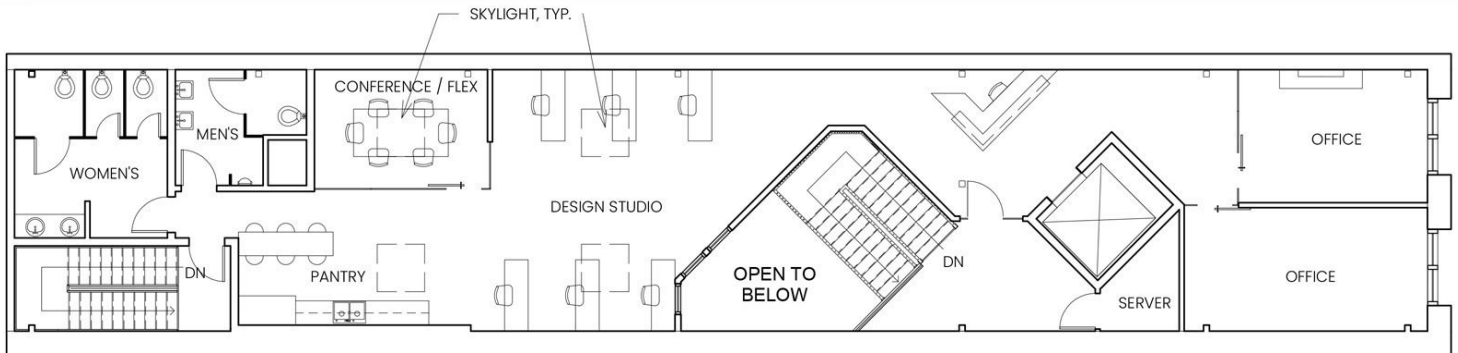 SKYLIGHT, TYP.
CONFERENCE / FLEX
MEN'S
OFFICE
WOMEN'S
DESIGN STUDIO
DN
PANTRY
OPEN TO
BELOW
DN
SERVER
OFFICE